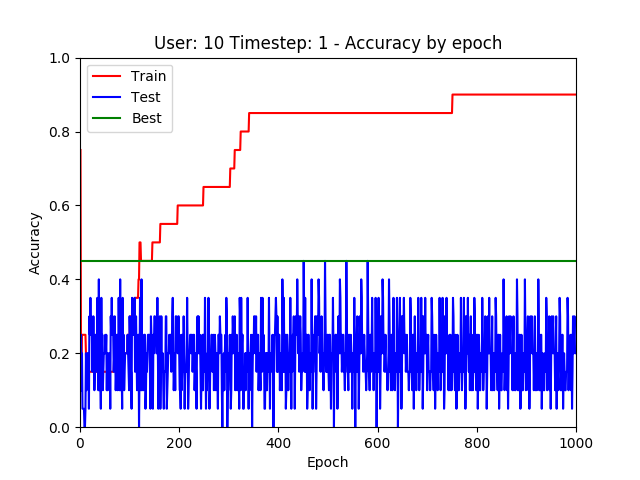 User: 10 Timestep: 1 - Accuracy by epoch
1.0
0.8
0.6
0.4
0.2
0.0
Accuracy
Train
Test
Best
0 200 400 600 800 1000
Epoch